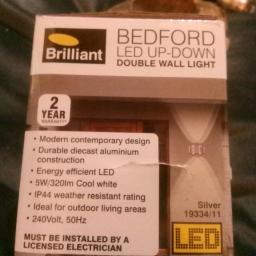 Brilliant
BEDFORD
LED UP-DOWN
DOUBLE WALL LIGHT
2
YEAR
WARRANTY
• Modern contemporary design
• Durable diecast aluminium
construction
• Energy efficient LED
• 5W/320lm Cool white
• IP44 weather resistant rating
• Ideal for outdoor living areas
• 240Volt, 50Hz
MUST BE INSTALLED BY A
LICENSED ELECTRICIAN
Silver
19334/11
LED